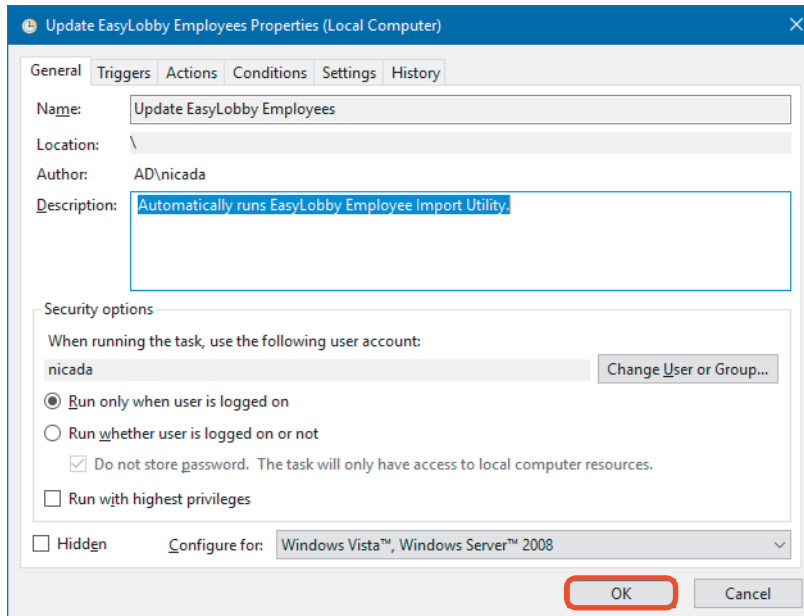 Update EasyLobby Employees Properties (Local Computer)
General Triggers Actions Conditions Settings History
Name: Update EasyLobby Employees
Location: \
Author: AD\nicada
Description: Automatically runs EasyLobby Employee Import Utility.
Security options
When running the task, use the following user account:
nicada Change User or Group...
Run only when user is logged on
Run whether user is logged on or not
Do not store password. The task will only have access to local computer resources.
Run with highest privileges
Hidden Configure for: Windows Vista™, Windows Server™ 2008
OK Cancel